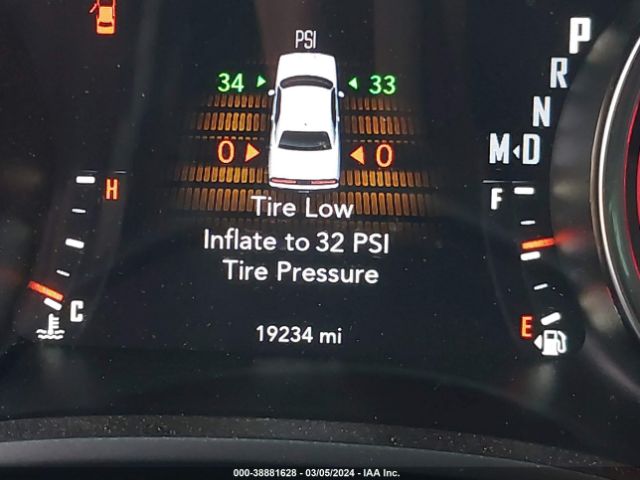 PSI
34 33
0 0
Tire Low
Inflate to 32 PSI
Tire Pressure
19234 mi
H
C
P
R
N
M D
F
E
000-38881628 - 03/05/2024 - IAA Inc.